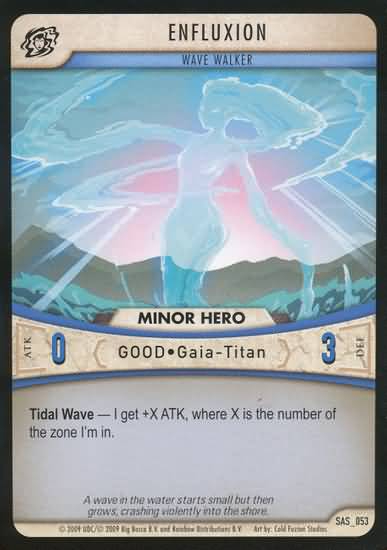 ENFLUXION
WAVE WALKER
MINOR HERO
ATK 0 GOOD•Gaia-Titan 3 DEF
Tidal Wave — I get +X ATK, where X is the number of
the zone I'm in.
A wave in the water starts small but then
grows, crashing violently into the shore.
SAS_053
© 2009 UDC/© 2009 Big Bocca B.V. and Rainbow Distributions B.V. Art by: Cold Fusion Studios